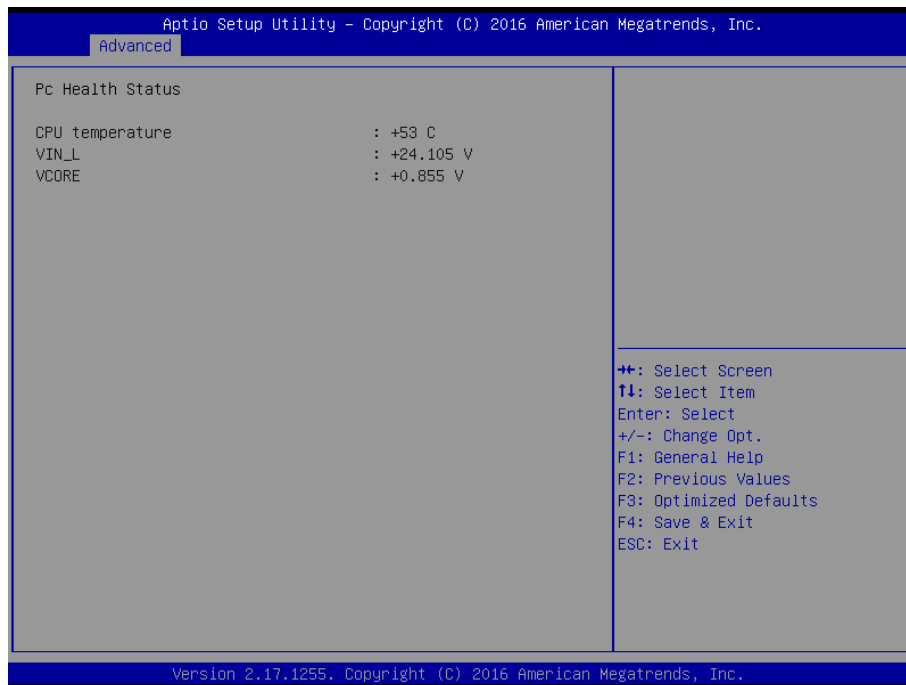 Aptio Setup Utility – Copyright (C) 2016 American Megatrends, Inc.
Advanced
Pc Health Status
CPU temperature : +53 C
VIN_L : +24.105 V
VCORE : +0.855 V
→←: Select Screen
↑↓: Select Item
Enter: Select
+/-: Change Opt.
F1: General Help
F2: Previous Values
F3: Optimized Defaults
F4: Save & Exit
ESC: Exit
Version 2.17.1255. Copyright (C) 2016 American Megatrends, Inc.